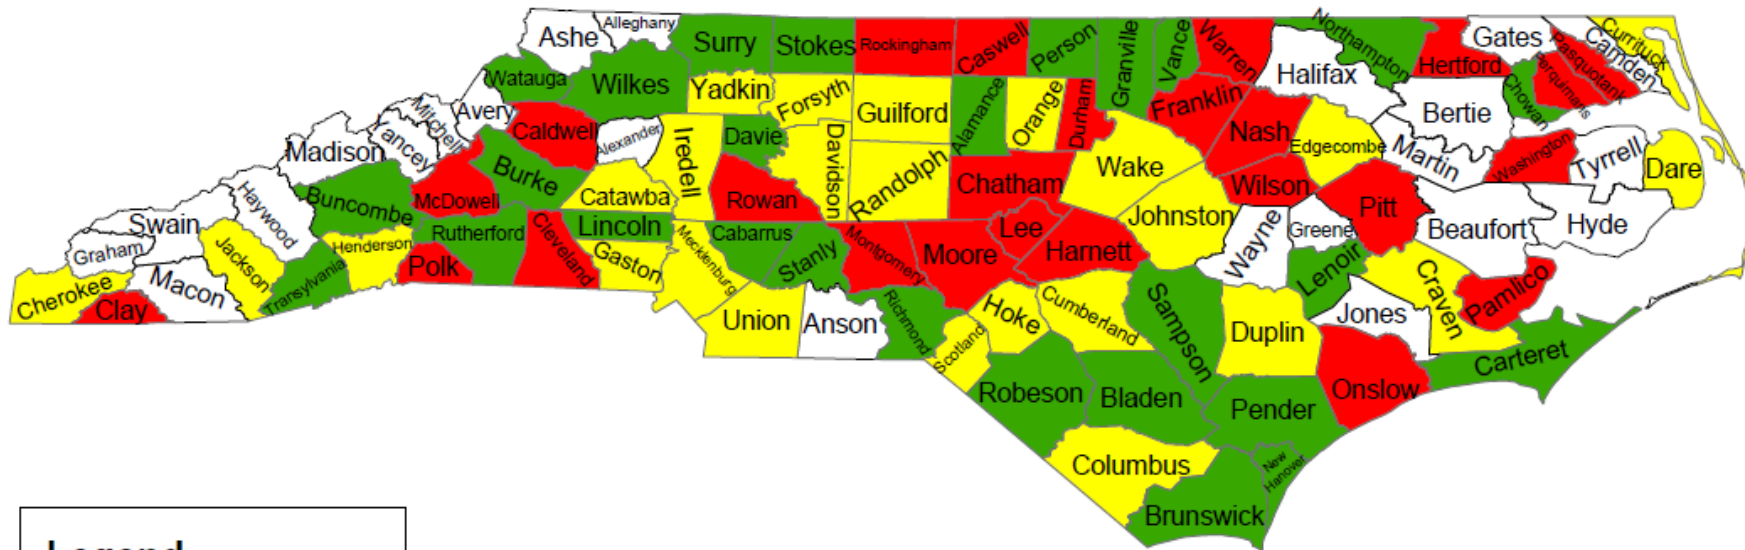 Ashe
Alleghany
Surry
Stokes
Rockingham
Caswell
Person
Granville
Vance
Warren
Northampton
Hertford
Gates
Pasquotank
Camden
Currituck
Perquimans
Chowan
Halifax
Bertie
Watauga
Wilkes
Yadkin
Forsyth
Guilford
Alamance
Orange
Durham
Franklin
Nash
Edgecombe
Martin
Washington
Tyrrell
Dare
Mitchell
Avery
Caldwell
Alexander
Iredell
Davie
Davidson
Randolph
Wake
Madison
Yancey
McDowell
Burke
Catawba
Rowan
Chatham
Wilson
Pitt
Beaufort
Hyde
Haywood
Buncombe
Swain
Graham
Rutherford
Cleveland
Lincoln
Cabarrus
Stanly
Montgomery
Moore
Lee
Harnett
Johnston
Wayne
Greene
Lenoir
Craven
Pamlico
Jackson
Henderson
Polk
Gaston
Mecklenburg
Cherokee
Clay
Macon
Transylvania
Union
Anson
Richmond
Scotland
Hoke
Cumberland
Sampson
Duplin
Jones
Onslow
Carteret
Robeson
Bladen
Pender
Columbus
New
Hanover
Brunswick
Legend